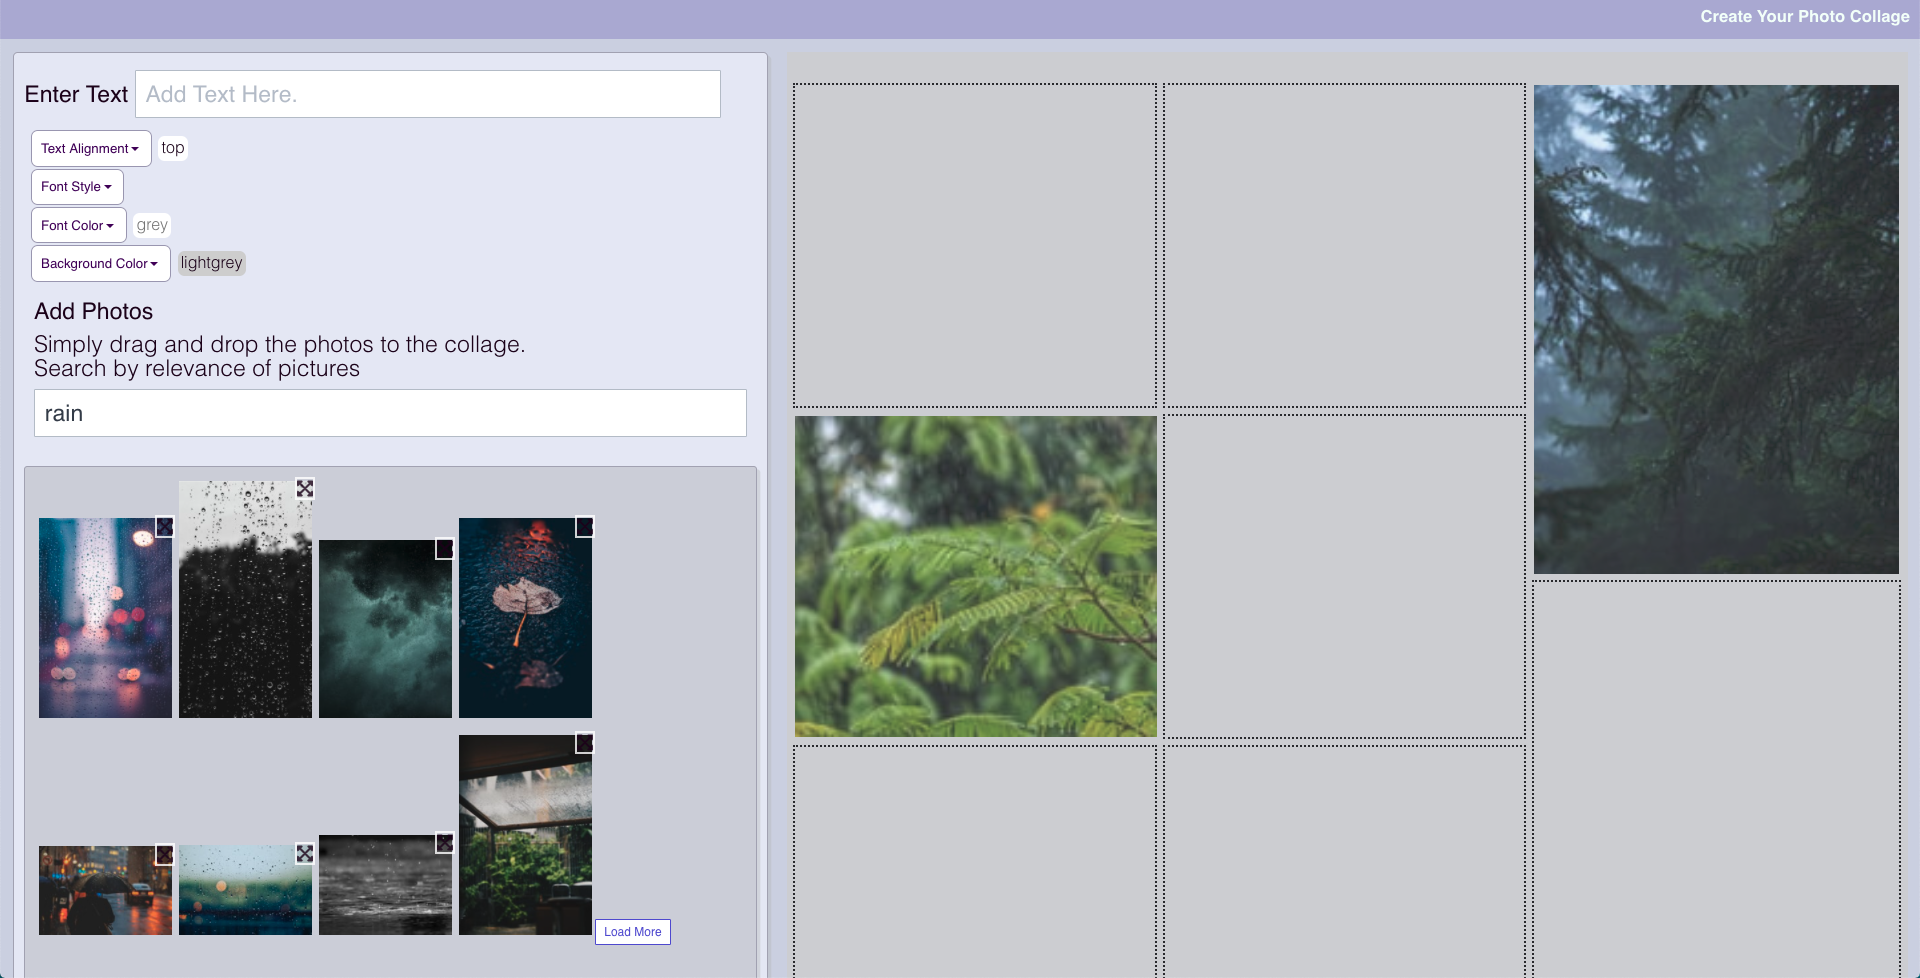 Create Your Photo Collage
Enter Text
Add Text Here.
Text Alignment
top
Font Style
Font Color
grey
Background Color
lightgrey
Add Photos
Simply drag and drop the photos to the collage.
Search by relevance of pictures
rain
Load More